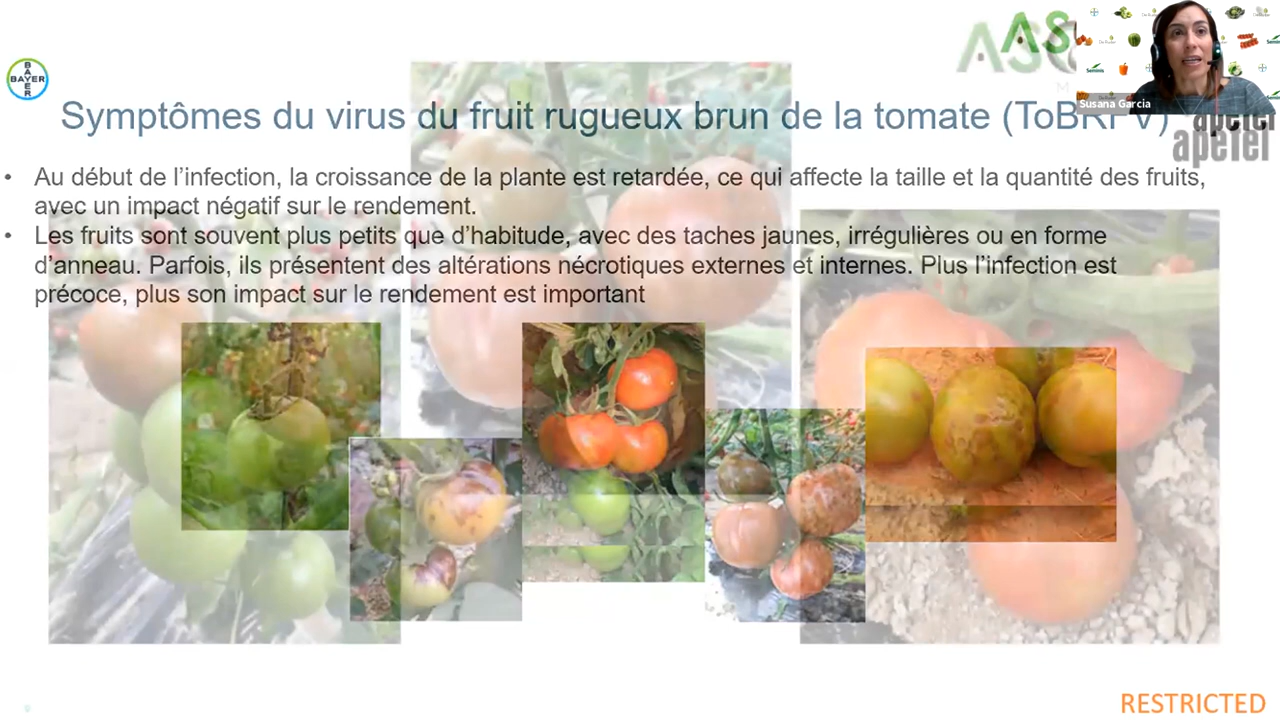 BAYER
BAYER
AS
Susana Garcia
Symptômes du virus du fruit rugueux brun de la tomate (ToBRFV)
apefel
apefel
• Au début de l’infection, la croissance de la plante est retardée, ce qui affecte la taille et la quantité des fruits,
avec un impact négatif sur le rendement.
• Les fruits sont souvent plus petits que d’habitude, avec des taches jaunes, irrégulières ou en forme
d’anneau. Parfois, ils présentent des altérations nécrotiques externes et internes. Plus l’infection est
précoce, plus son impact sur le rendement est important
RESTRICTED